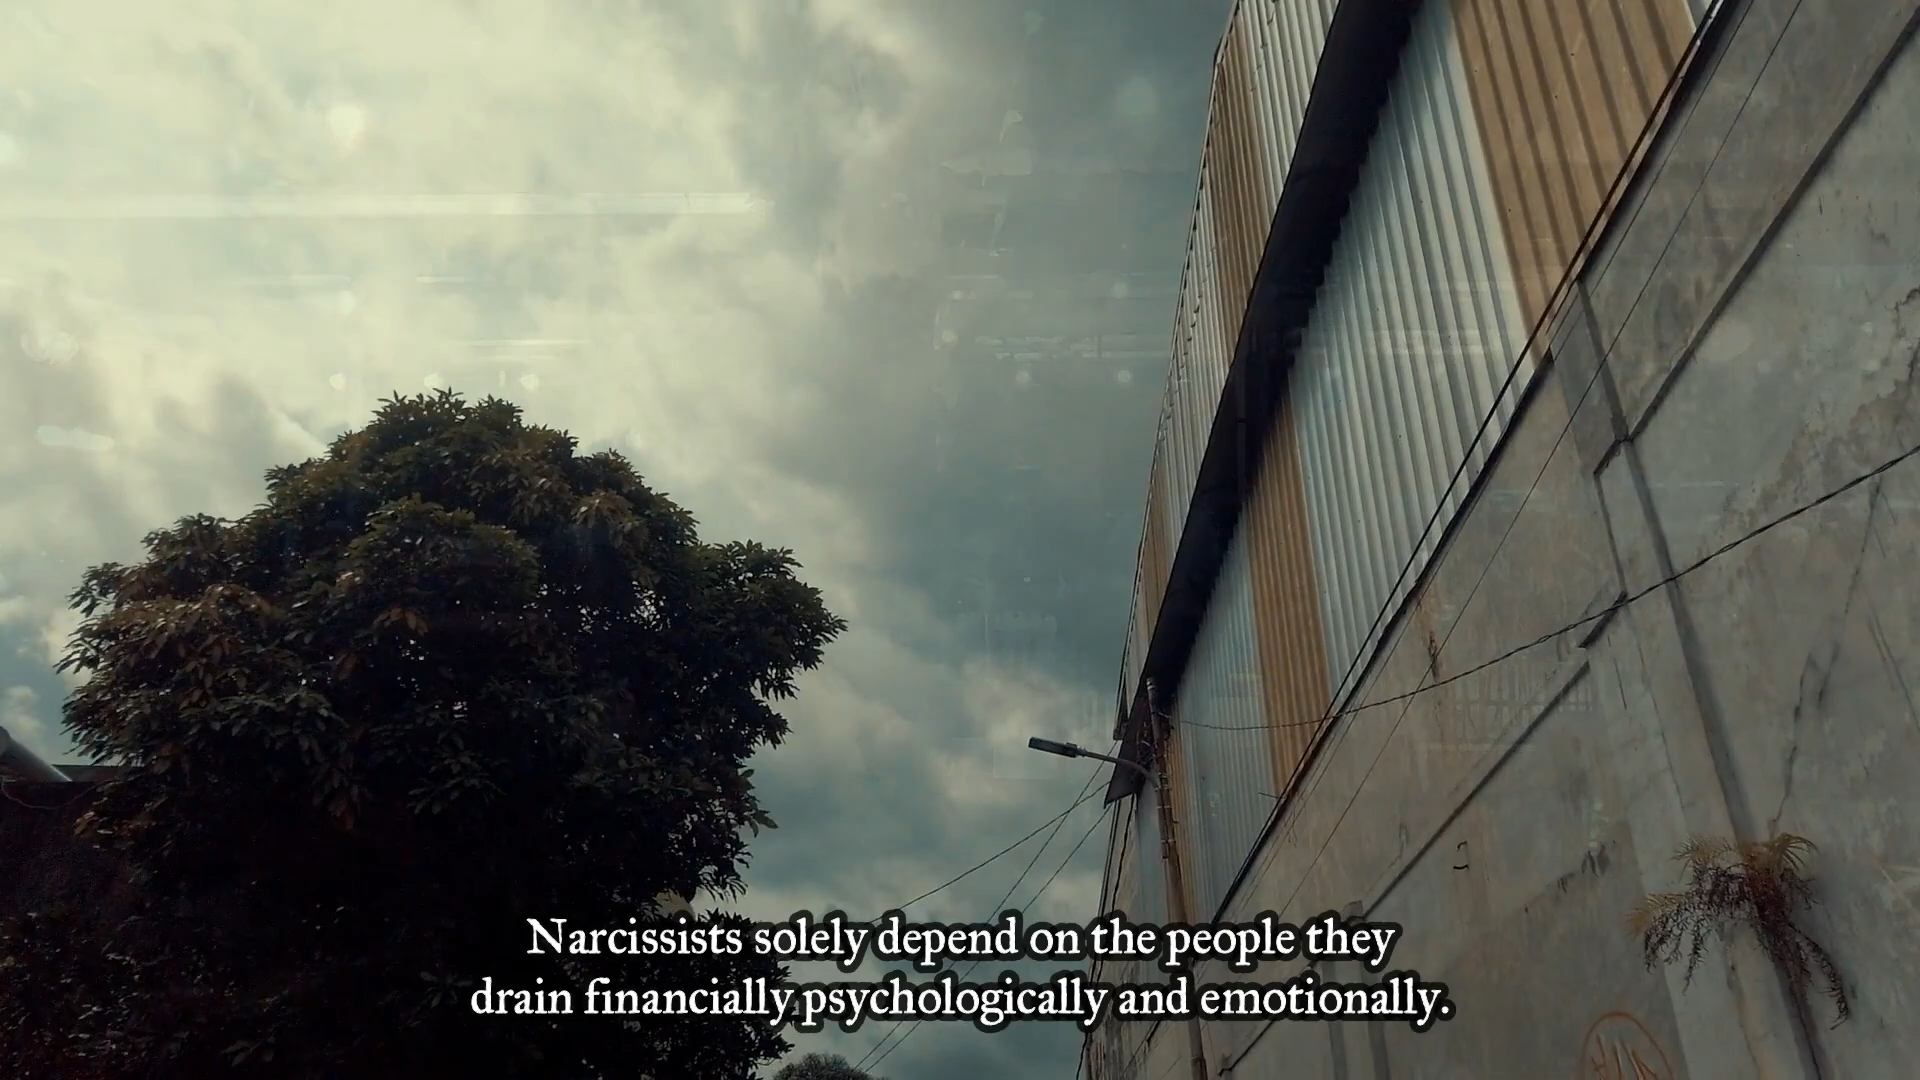 Narcissists solely depend on the people they
drain financially psychologically and emotionally.